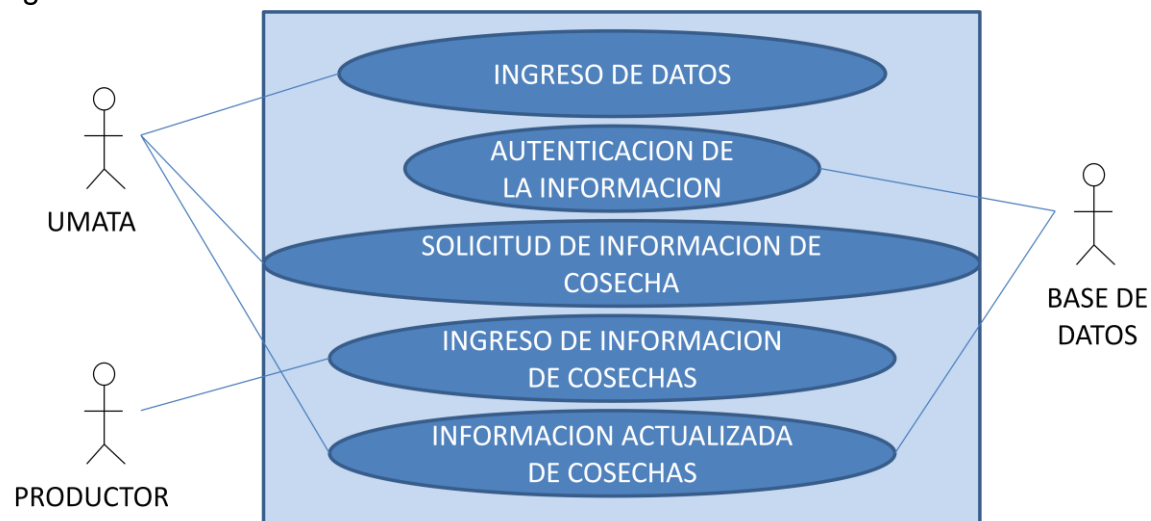 INGRESO DE DATOS
AUTENTICACION DE
LA INFORMACION
UMATA
SOLICITUD DE INFORMACION DE
COSECHA
BASE DE
DATOS
INGRESO DE INFORMACION
DE COSECHAS
INFORMACION ACTUALIZADA
DE COSECHAS
PRODUCTOR